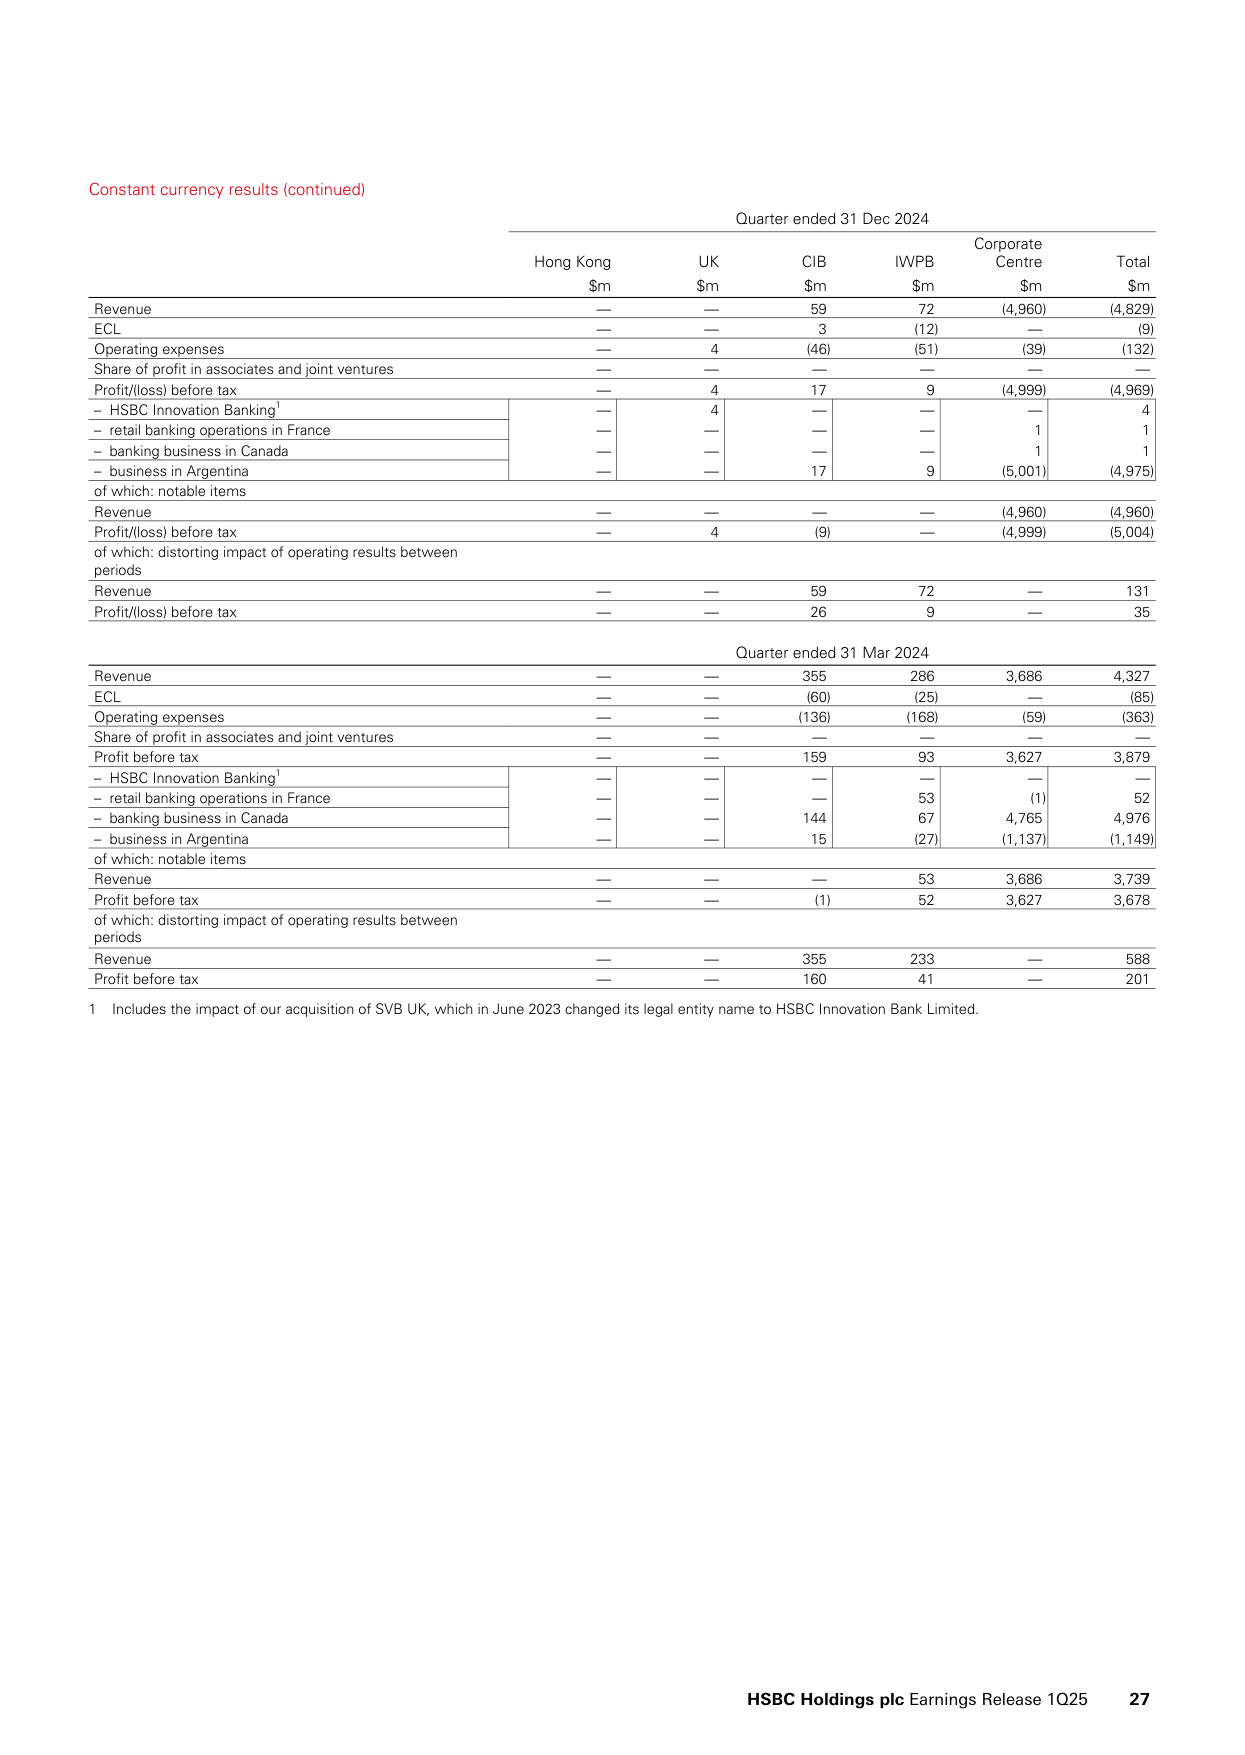 Constant currency results (continued)
Quarter ended 31 Dec 2024
Hong Kong UK CIB IWPB Corporate Centre Total
$m $m $m $m $m $m
Revenue — — 59 72 (4,960) (4,829)
ECL — — 3 (12) — (9)
Operating expenses — 4 (46) (51) (39) (132)
Share of profit in associates and joint ventures — — — — — —
Profit/(loss) before tax — 4 17 9 (4,999) (4,969)
– HSBC Innovation Banking1 — 4 — — — 4
– retail banking operations in France — — — — 1 1
– banking business in Canada — — — — 1 1
– business in Argentina — — 17 9 (5,001) (4,975)
of which: notable items
Revenue — — — — (4,960) (4,960)
Profit/(loss) before tax — 4 (9) — (4,999) (5,004)
of which: distorting impact of operating results between
periods
Revenue — — 59 72 — 131
Profit/(loss) before tax — — 26 9 — 35
Quarter ended 31 Mar 2024
Revenue — — 355 286 3,686 4,327
ECL — — (60) (25) — (85)
Operating expenses — — (136) (168) (59) (363)
Share of profit in associates and joint ventures — — — — — —
Profit before tax — — 159 93 3,627 3,879
– HSBC Innovation Banking1 — — — — — —
– retail banking operations in France — — — 53 (1) 52
– banking business in Canada — — 144 67 4,765 4,976
– business in Argentina — — 15 (27) (1,137) (1,149)
of which: notable items
Revenue — — — 53 3,686 3,739
Profit before tax — — (1) 52 3,627 3,678
of which: distorting impact of operating results between
periods
Revenue — — 355 233 — 588
Profit before tax — — 160 41 — 201
1 Includes the impact of our acquisition of SVB UK, which in June 2023 changed its legal entity name to HSBC Innovation Bank Limited.
HSBC Holdings plc Earnings Release 1Q25 27